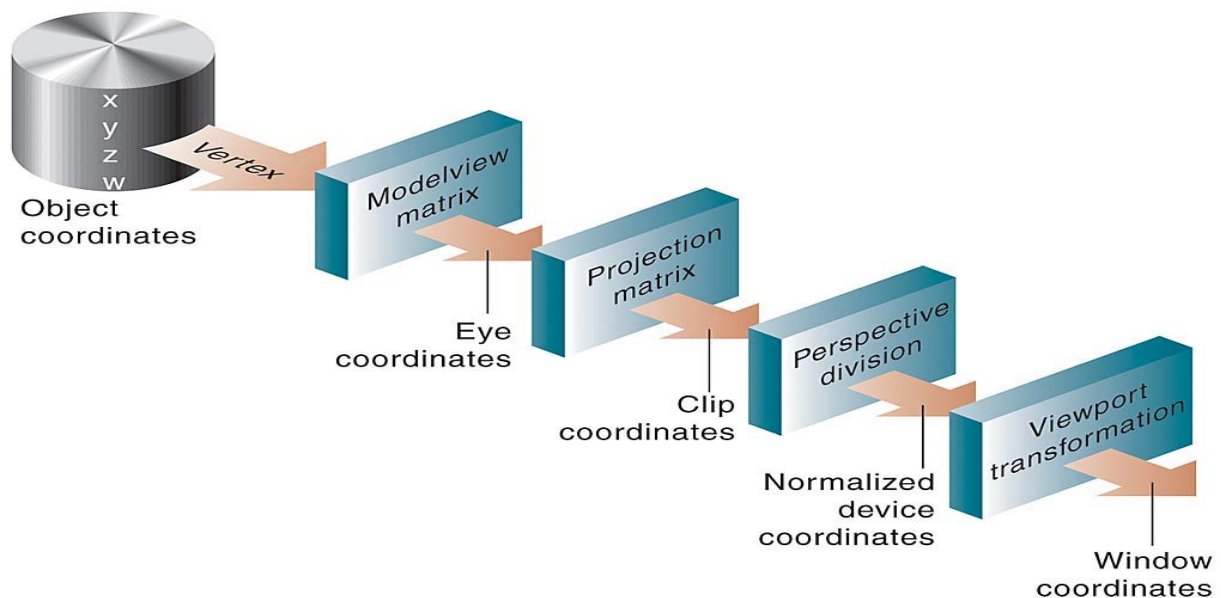 x
y
z
w
Vertex
Object
coordinates
Modelview
matrix
Eye
coordinates
Projection
matrix
Clip
coordinates
Perspective
division
Normalized
device
coordinates
Viewport
transformation
Window
coordinates